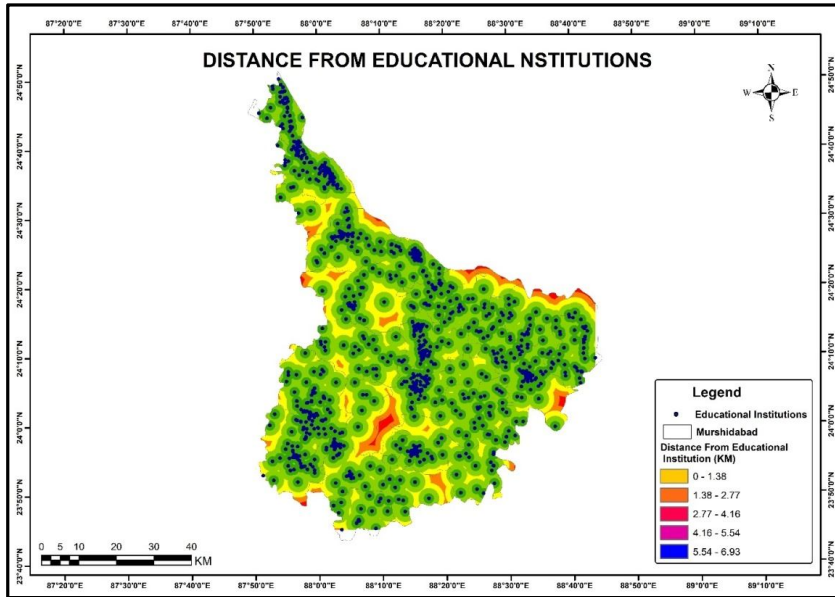 87°20'0"E 87°30'0"E 87°40'0"E 87°50'0"E 88°0'0"E 88°10'0"E 88°20'0"E 88°30'0"E 88°40'0"E 88°50'0"E 89°0'0"E 89°10'0"E
DISTANCE FROM EDUCATIONAL NSTITUTIONS
N
W E
S
24°50'0"N 24°50'0"N
24°40'0"N 24°40'0"N
24°30'0"N 24°30'0"N
24°20'0"N 24°20'0"N
24°10'0"N 24°10'0"N
24°0'0"N 24°0'0"N
23°50'0"N 23°50'0"N
23°40'0"N 23°40'0"N
Legend
Educational Institutions
Murshidabad
Distance From Educational
Institution (KM)
0 - 1.38
1.38 - 2.77
2.77 - 4.16
4.16 - 5.54
5.54 - 6.93
0 5 10 20 30 40
KM
87°20'0"E 87°30'0"E 87°40'0"E 87°50'0"E 88°0'0"E 88°10'0"E 88°20'0"E 88°30'0"E 88°40'0"E 88°50'0"E 89°0'0"E 89°10'0"E